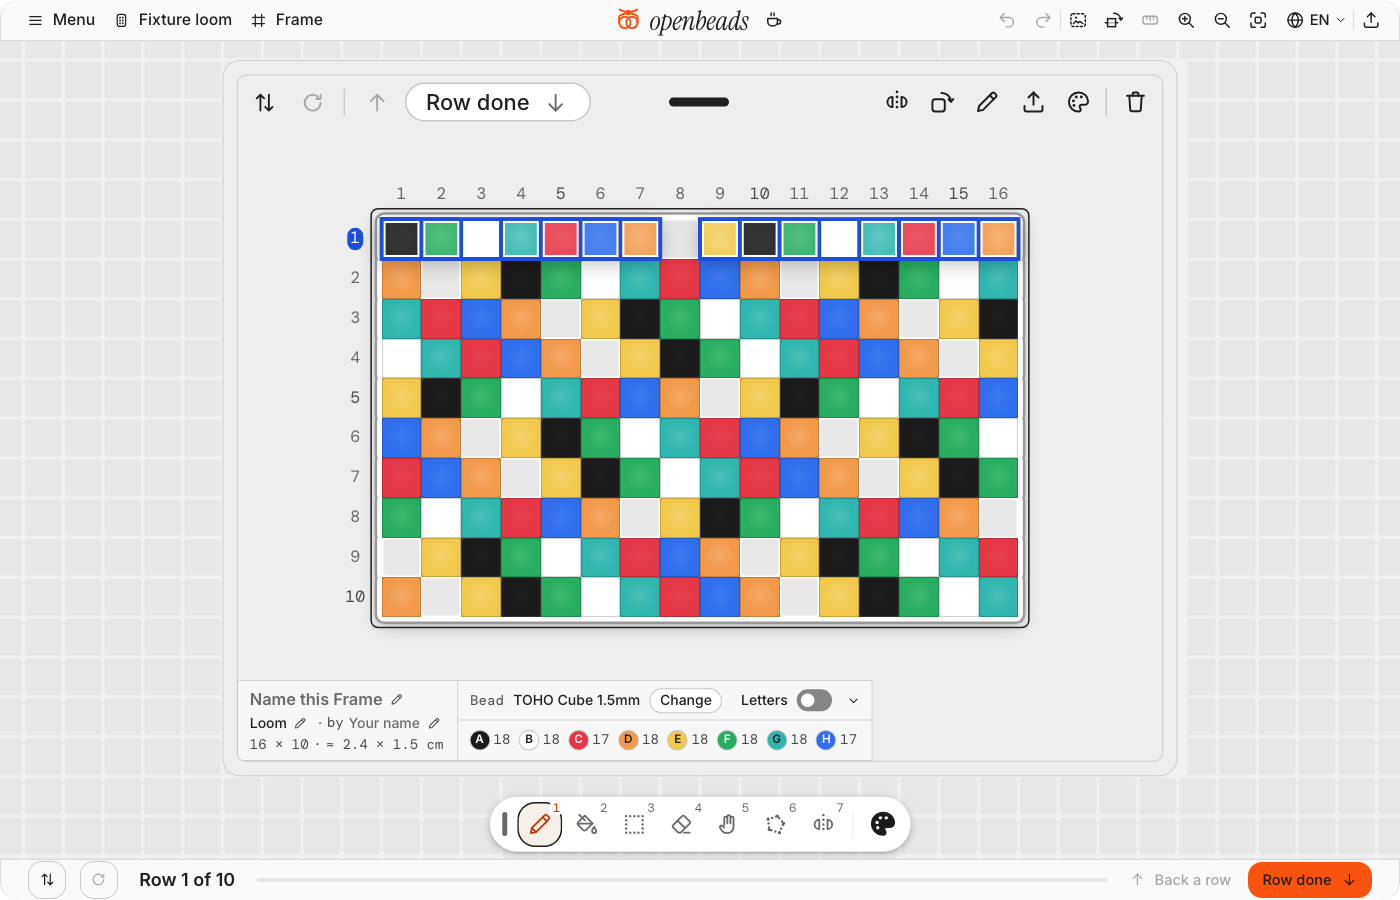 Menu Fixture loom Frame openbeads EN
Row done
1 2 3 4 5 6 7 8 9 10 11 12 13 14 15 16
1
2
3
4
5
6
7
8
9
10
Name this Frame
Loom · by Your name
16 × 10 · ≈ 2.4 × 1.5 cm
Bead TOHO Cube 1.5mm Change Letters
A 18 B 18 C 17 D 18 E 18 F 18 G 18 H 17
1 2 3 4 5 6 7
Row 1 of 10 Back a row Row done